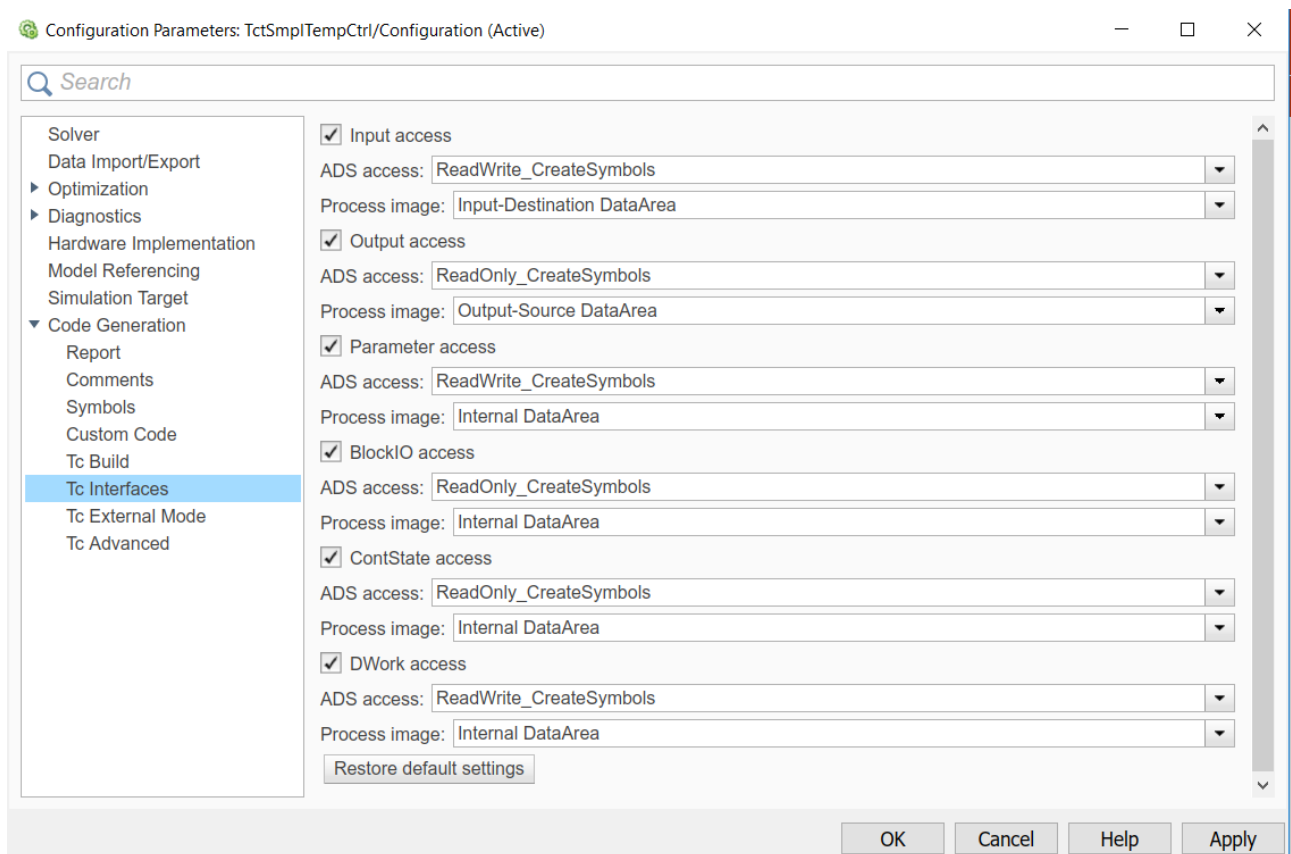 Configuration Parameters: TctSmplTempCtrl/Configuration (Active)
Search
Solver
Data Import/Export
Optimization
Diagnostics
Hardware Implementation
Model Referencing
Simulation Target
Code Generation
Report
Comments
Symbols
Custom Code
Tc Build
Tc Interfaces
Tc External Mode
Tc Advanced
Input access
ADS access: ReadWrite_CreateSymbols
Process image: Input-Destination DataArea
Output access
ADS access: ReadOnly_CreateSymbols
Process image: Output-Source DataArea
Parameter access
ADS access: ReadWrite_CreateSymbols
Process image: Internal DataArea
BlockIO access
ADS access: ReadOnly_CreateSymbols
Process image: Internal DataArea
ContState access
ADS access: ReadOnly_CreateSymbols
Process image: Internal DataArea
DWork access
ADS access: ReadWrite_CreateSymbols
Process image: Internal DataArea
Restore default settings
OK Cancel Help Apply